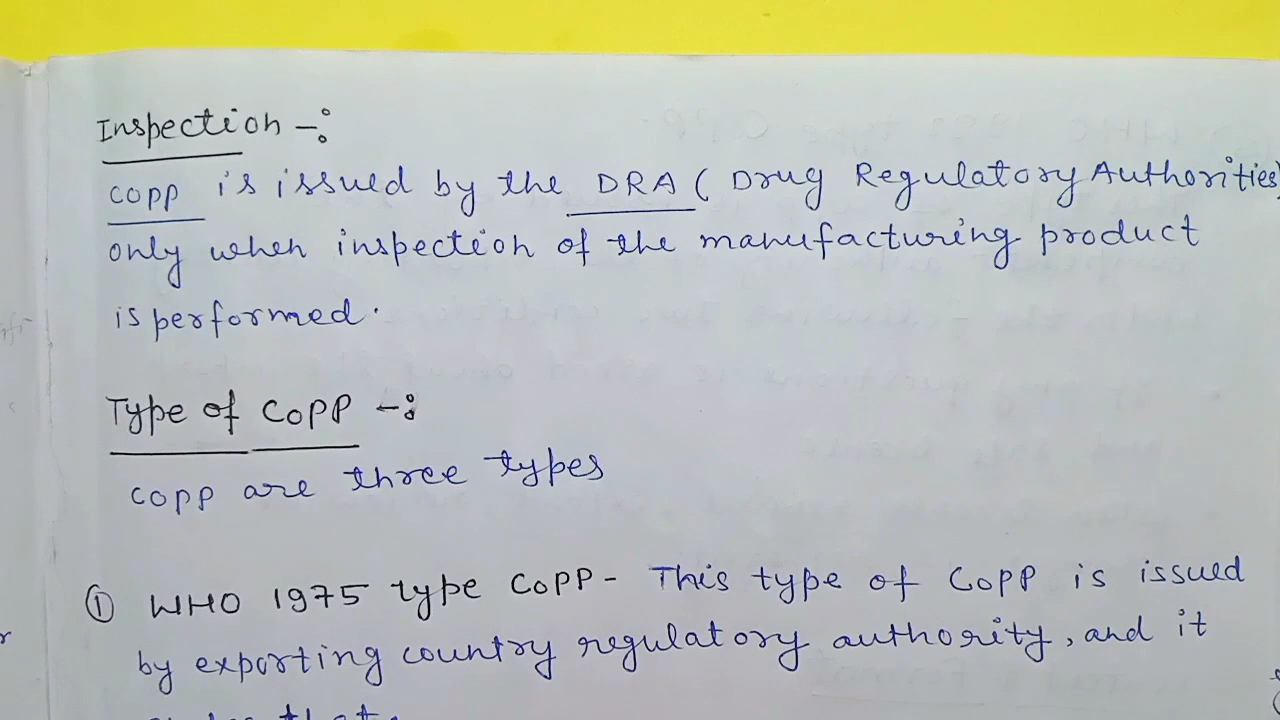 Inspection -:
COPP is issued by the DRA ( Drug Regulatory Authorities)
only when inspection of the manufacturing product
is performed.
Type of CoPP -:
COPP are three types
① WHO 1975 type CoPP - This type of CoPP is issued
by exporting country regulatory authority, and it
that.